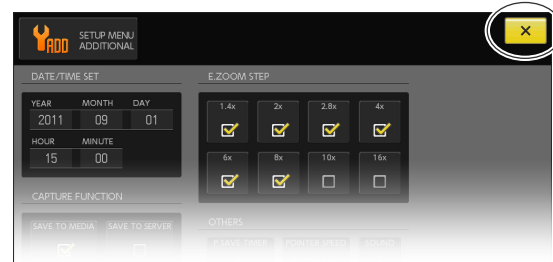 ADD SETUP MENU
ADDITIONAL
×
DATE/TIME SET
YEAR MONTH DAY
2011 09 01
HOUR MINUTE
15 00
CAPTURE FUNCTION
SAVE TO MEDIA SAVE TO SERVER
E.ZOOM STEP
1.4x 2x 2.8x 4x
6x 8x 10x 16x
OTHERS
P.SAVE TIMER POINTER SPEED SOUND